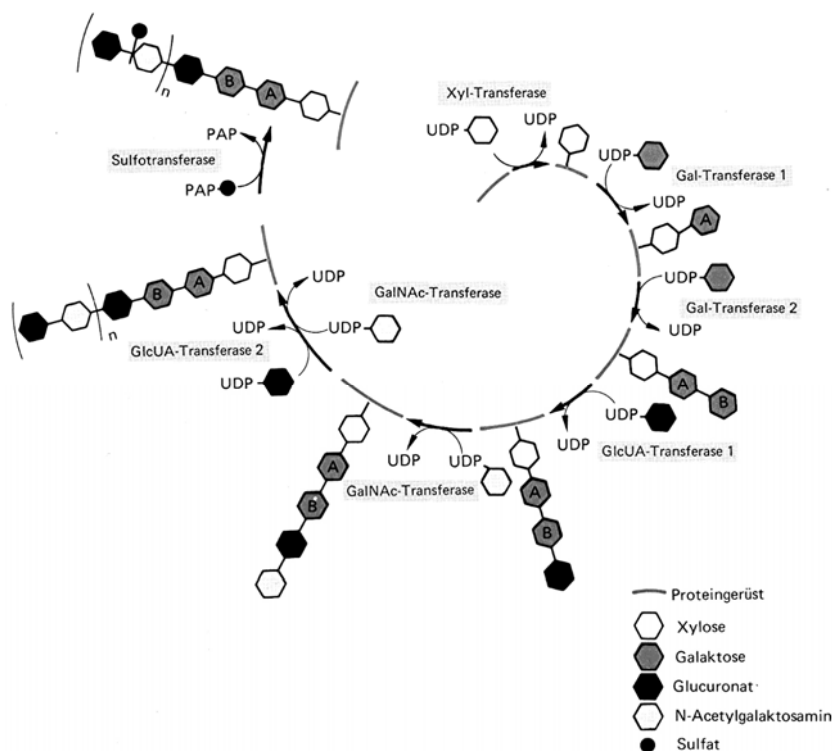 n
B
A
PAP
Sulfotransferase
PAP
Xyl-Transferase
UDP
UDP
UDP
Gal-Transferase 1
UDP
A
UDP
Gal-Transferase 2
UDP
A
B
UDP
UDP
GlcUA-Transferase 1
A
B
UDP
UDP
GalNAc-Transferase
A
B
UDP
GalNAc-Transferase
UDP
UDP
GlcUA-Transferase 2
UDP
n
B
A
Proteingerüst
Xylose
Galaktose
Glucuronat
N-Acetylgalaktosamin
Sulfat